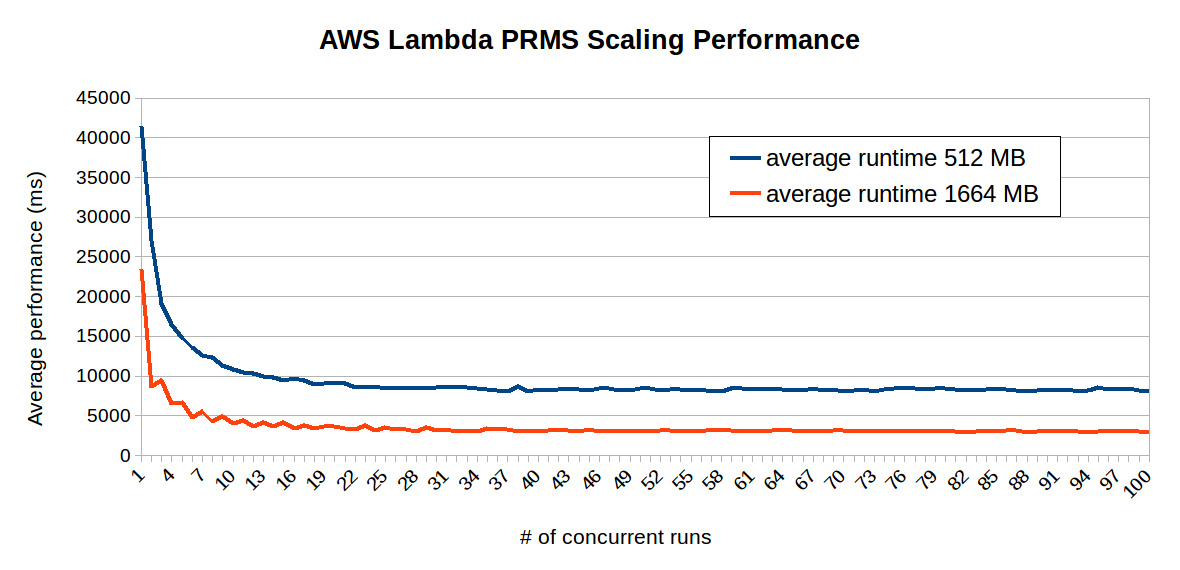 AWS Lambda PRMS Scaling Performance
45000
40000
35000
30000
25000
20000
15000
10000
5000
0
Average performance (ms)
average runtime 512 MB
average runtime 1664 MB
1 4 7 10 13 16 19 22 25 28 31 34 37 40 43 46 49 52 55 58 61 64 67 70 73 76 79 82 85 88 91 94 97 100
# of concurrent runs